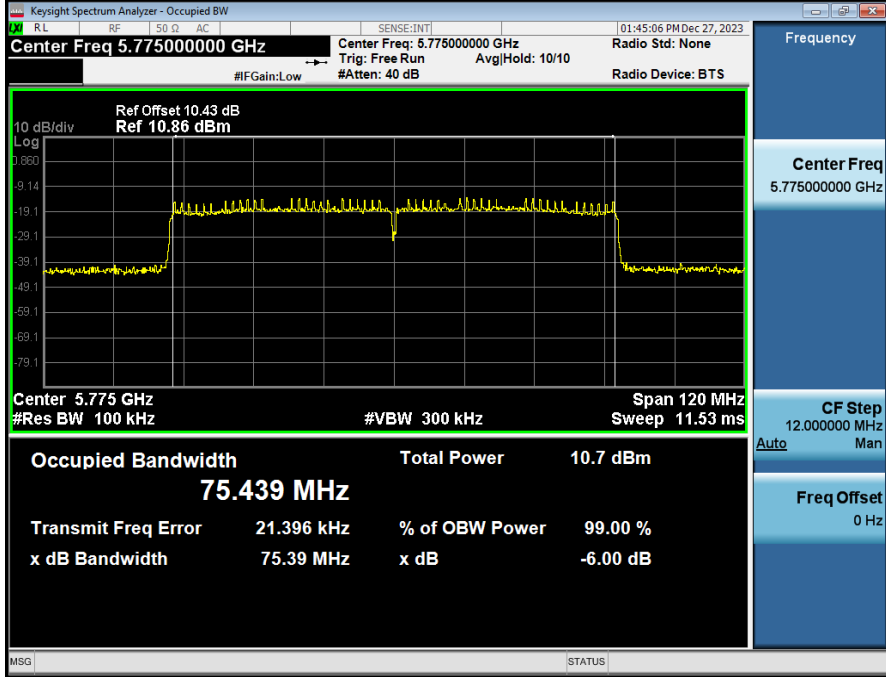 Keysight Spectrum Analyzer - Occupied BW
LXI RL RF 50 Ω AC SENSE:INT 01:45:06 PM Dec 27, 2023
Center Freq 5.775000000 GHz
Center Freq: 5.775000000 GHz
Radio Std: None
Trig: Free Run Avg|Hold: 10/10
#IFGain:Low
#Atten: 40 dB
Radio Device: BTS
Ref Offset 10.43 dB
10 dB/div Ref 10.86 dBm
Log
0.860
-9.14
-19.1
-29.1
-39.1
-49.1
-59.1
-69.1
-79.1
Center 5.775 GHz Span 120 MHz
#Res BW 100 kHz #VBW 300 kHz Sweep 11.53 ms
Occupied Bandwidth Total Power 10.7 dBm
75.439 MHz
Transmit Freq Error 21.396 kHz % of OBW Power 99.00 %
x dB Bandwidth 75.39 MHz x dB -6.00 dB
MSG STATUS
Frequency
Center Freq
5.775000000 GHz
CF Step
12.000000 MHz
Auto Man
Freq Offset
0 Hz